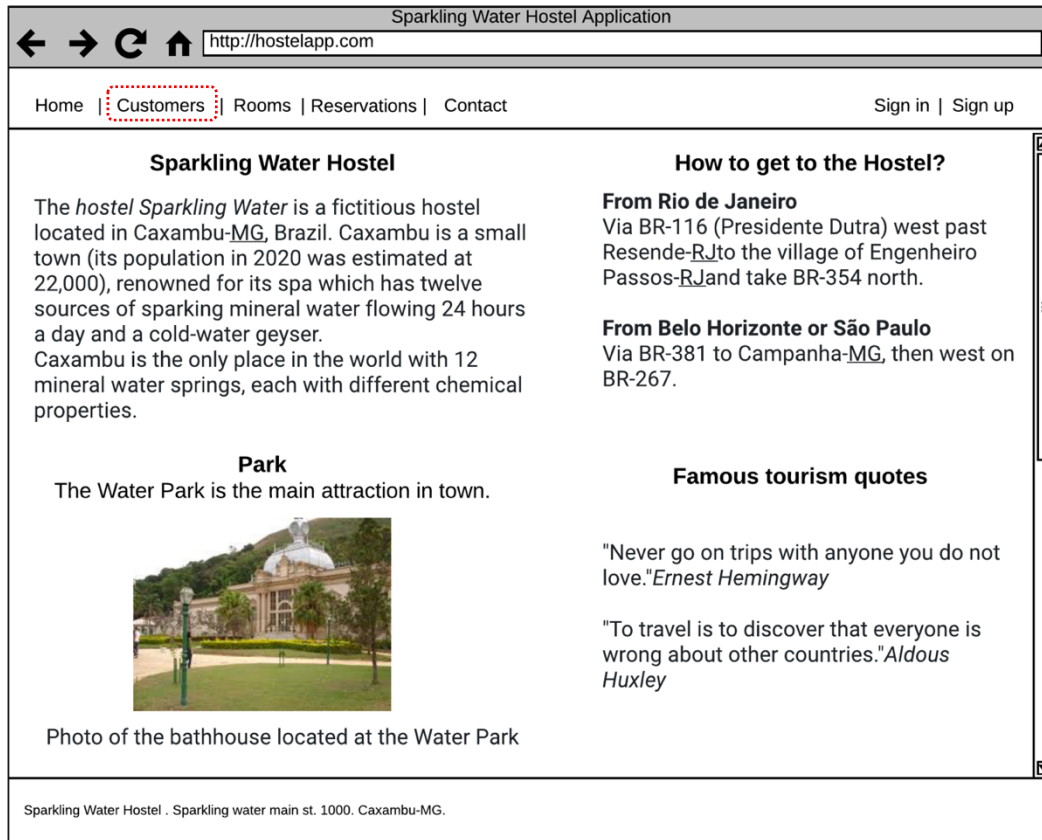 Sparkling Water Hostel Application
http://hostelapp.com
Home | Customers | Rooms | Reservations | Contact
Sign in | Sign up
Sparkling Water Hostel
The hostel Sparkling Water is a fictitious hostel
located in Caxambu-MG, Brazil. Caxambu is a small
town (its population in 2020 was estimated at
22,000), renowned for its spa which has twelve
sources of sparking mineral water flowing 24 hours
a day and a cold-water geyser.
Caxambu is the only place in the world with 12
mineral water springs, each with different chemical
properties.
Park
The Water Park is the main attraction in town.
Photo of the bathhouse located at the Water Park
How to get to the Hostel?
From Rio de Janeiro
Via BR-116 (Presidente Dutra) west past
Resende-RJto the village of Engenheiro
Passos-RJand take BR-354 north.
From Belo Horizonte or São Paulo
Via BR-381 to Campanha-MG, then west on
BR-267.
Famous tourism quotes
"Never go on trips with anyone you do not
love."Ernest Hemingway
"To travel is to discover that everyone is
wrong about other countries."Aldous
Huxley
Sparkling Water Hostel . Sparkling water main st. 1000. Caxambu-MG.